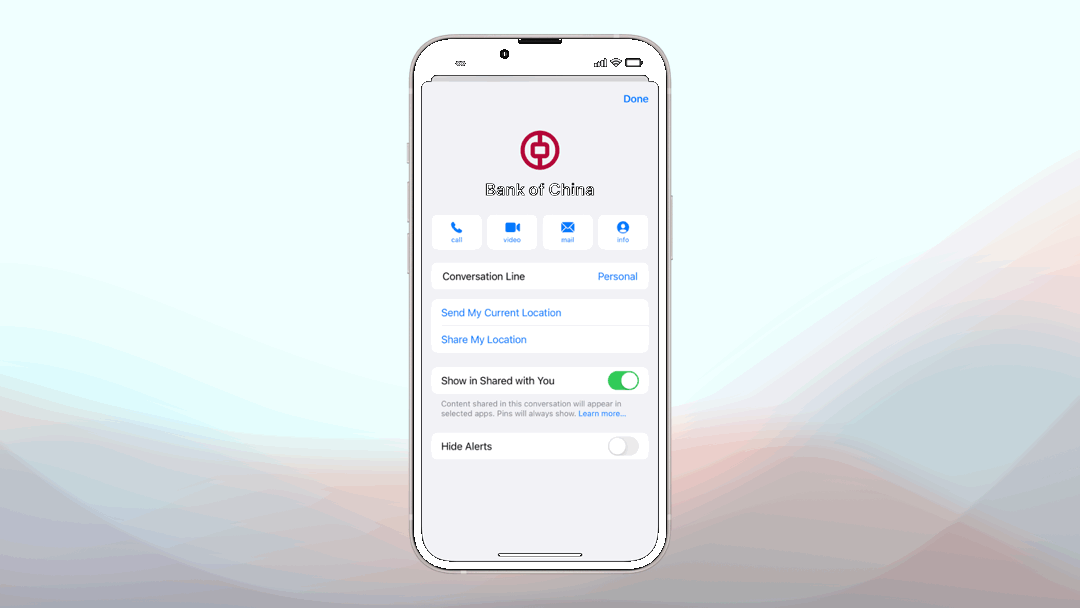 Done
Bank of China
call video mail info
Conversation Line Personal
Send My Current Location
Share My Location
Show in Shared with You
Content shared in this conversation will appear in
selected apps. Pins will always show. Learn more...
Hide Alerts